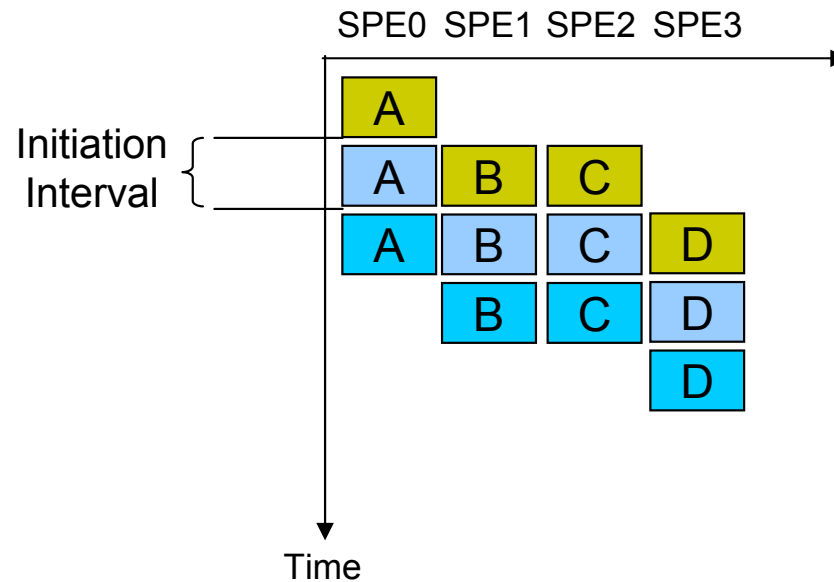 SPE0 SPE1 SPE2 SPE3
A
Initiation
Interval
A B C
A B C D
B C D
D
Time